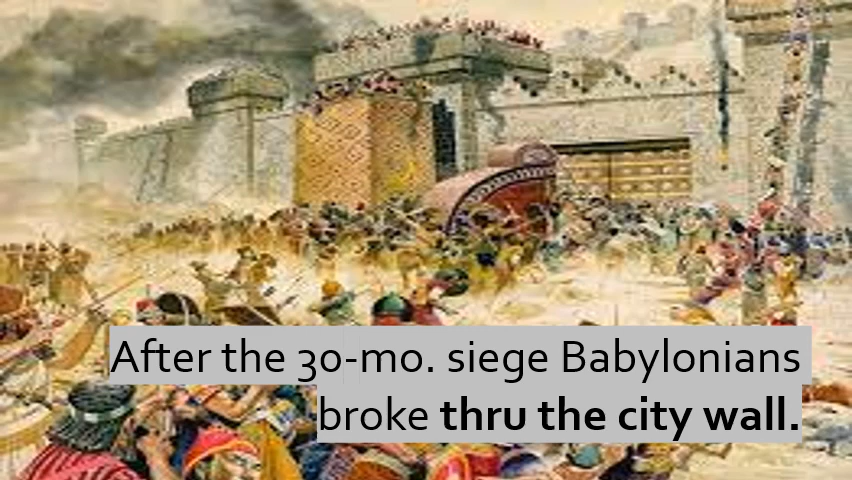 After the 30-mo. siege Babylonians
broke thru the city wall.